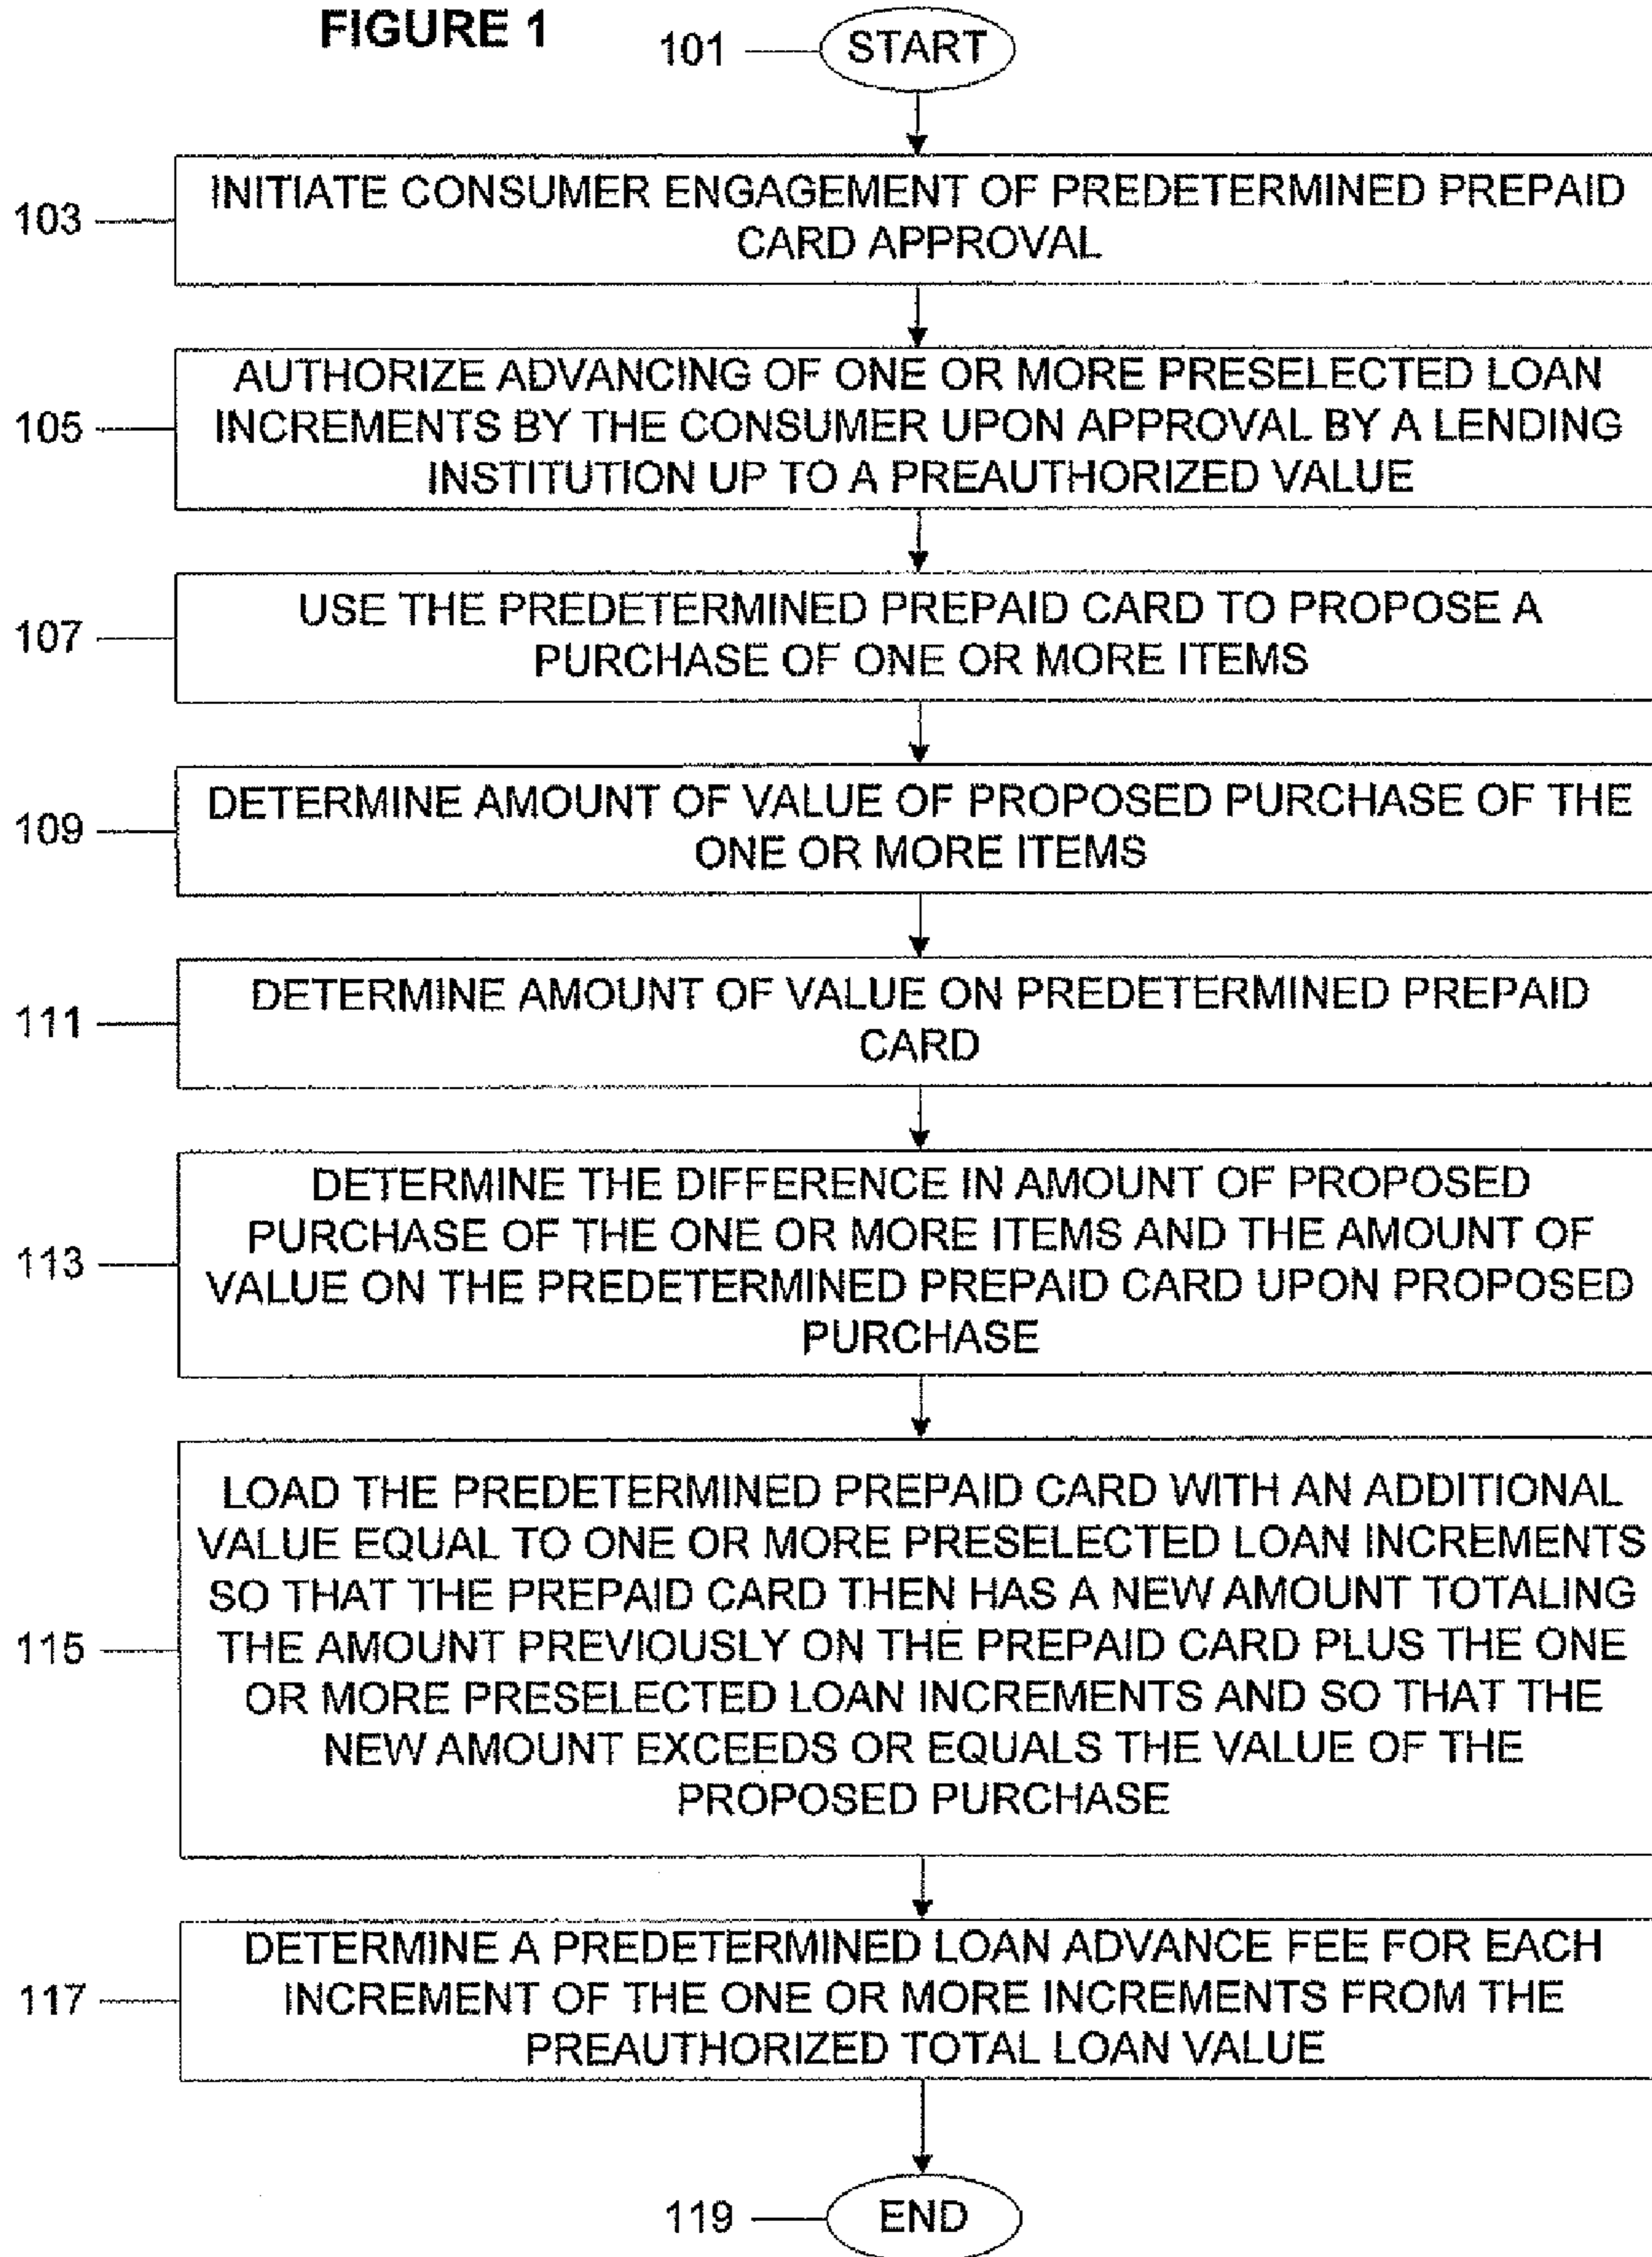 FIGURE 1
101
START
103
INITIATE CONSUMER ENGAGEMENT OF PREDETERMINED PREPAID
CARD APPROVAL
105
AUTHORIZE ADVANCING OF ONE OR MORE PRESELECTED LOAN
INCREMENTS BY THE CONSUMER UPON APPROVAL BY A LENDING
INSTITUTION UP TO A PREAUTHORIZED VALUE
107
USE THE PREDETERMINED PREPAID CARD TO PROPOSE A
PURCHASE OF ONE OR MORE ITEMS
109
DETERMINE AMOUNT OF VALUE OF PROPOSED PURCHASE OF THE
ONE OR MORE ITEMS
111
DETERMINE AMOUNT OF VALUE ON PREDETERMINED PREPAID
CARD
113
DETERMINE THE DIFFERENCE IN AMOUNT OF PROPOSED
PURCHASE OF THE ONE OR MORE ITEMS AND THE AMOUNT OF
VALUE ON THE PREDETERMINED PREPAID CARD UPON PROPOSED
PURCHASE
115
LOAD THE PREDETERMINED PREPAID CARD WITH AN ADDITIONAL
VALUE EQUAL TO ONE OR MORE PRESELECTED LOAN INCREMENTS
SO THAT THE PREPAID CARD THEN HAS A NEW AMOUNT TOTALING
THE AMOUNT PREVIOUSLY ON THE PREPAID CARD PLUS THE ONE
OR MORE PRESELECTED LOAN INCREMENTS AND SO THAT THE
NEW AMOUNT EXCEEDS OR EQUALS THE VALUE OF THE
PROPOSED PURCHASE
117
DETERMINE A PREDETERMINED LOAN ADVANCE FEE FOR EACH
INCREMENT OF THE ONE OR MORE INCREMENTS FROM THE
PREAUTHORIZED TOTAL LOAN VALUE
119
END